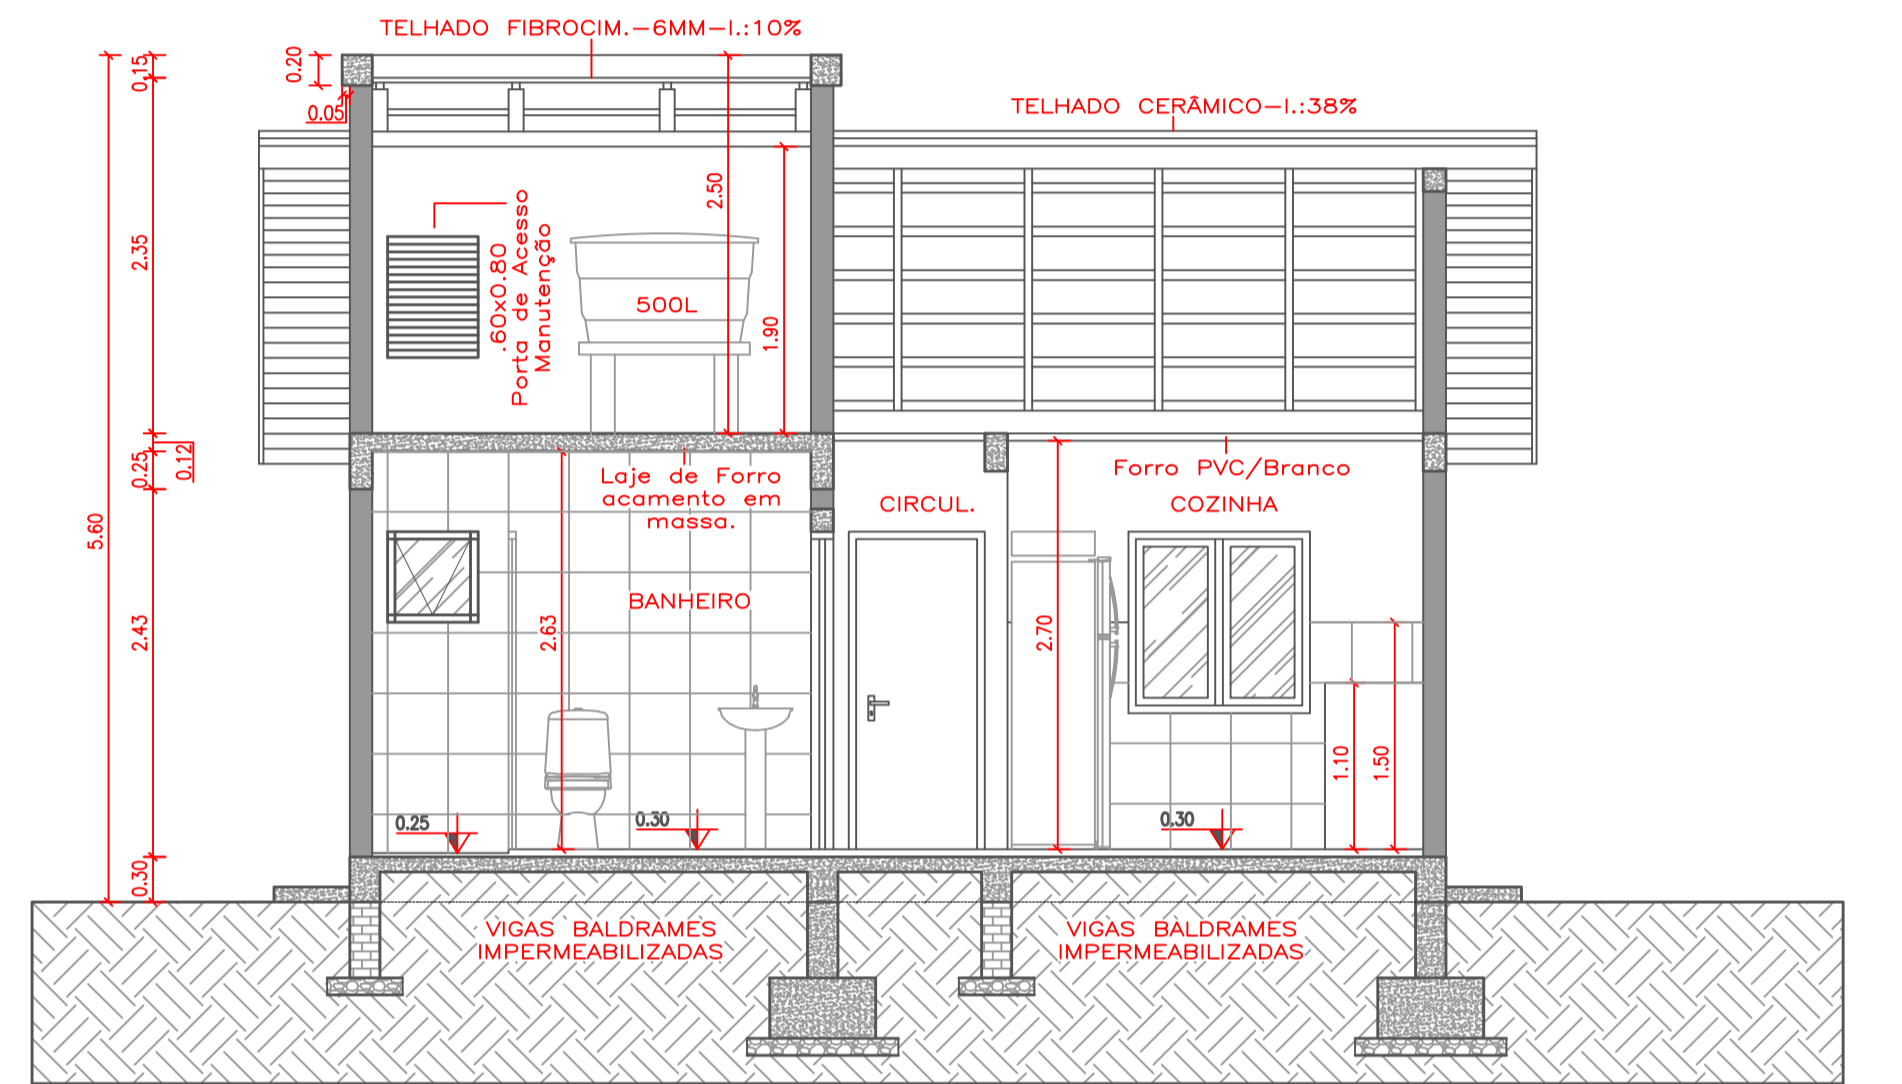 TELHADO FIBROCIM.-6MM-I.:10%
0.20
0.15
0.05
TELHADO CERÂMICO-I.:38%
2.50
2.35
.60x0.80
Porta de Acesso
Manutenção
500L
1.90
0.25
0.12
Laje de Forro
acamento em
massa.
Forro PVC/Branco
CIRCUL.
COZINHA
5.60
2.43
2.63
BANHEIRO
2.70
1.10
1.50
0.25
0.30
0.30
0.30
VIGAS BALDRAMES
IMPERMEABILIZADAS
VIGAS BALDRAMES
IMPERMEABILIZADAS